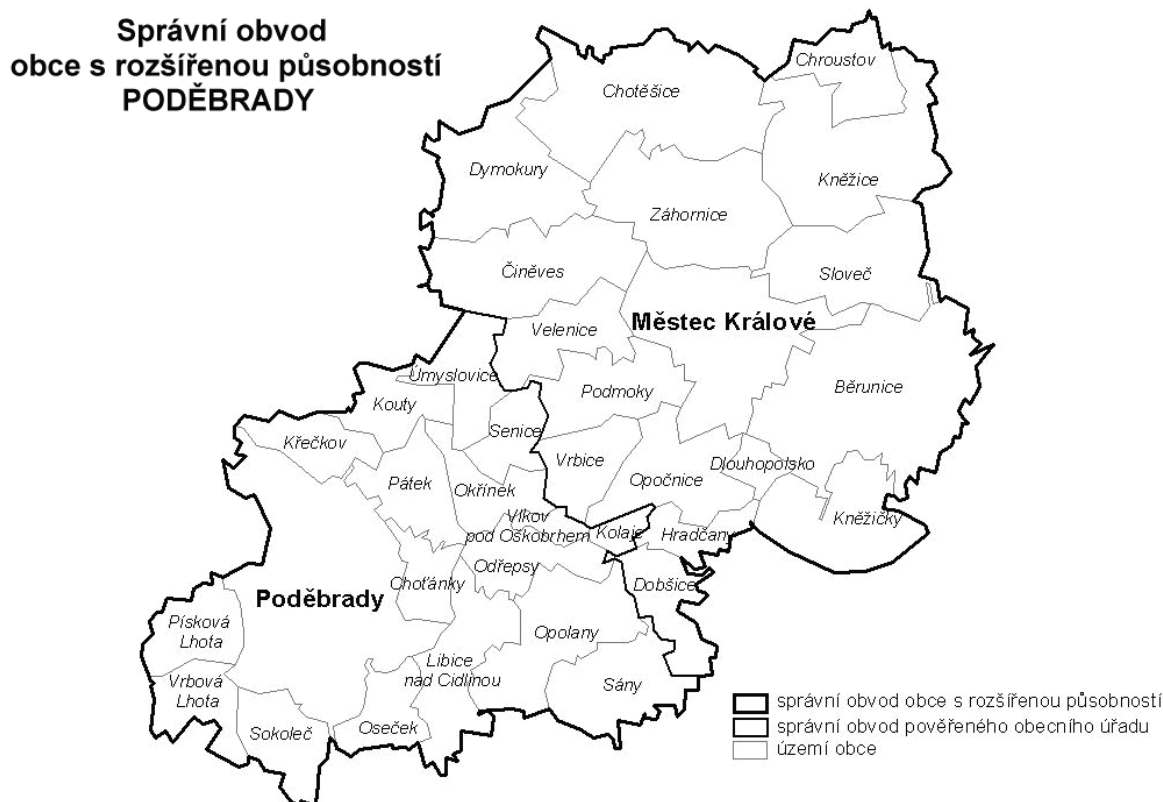 Správní obvod
obce s rozšířenou působností
PODĚBRADY
Chroustov
Chotěšice
Dymokury
Kněžice
Záhornice
Činěves
Sloveč
Velenice
Městec Králové
Úmyslovice
Podmoky
Běrunice
Kouty
Senice
Křečkov
Vrbice
Dlouhopolsko
Pátek
Okřínek
Opočnice
Kněžičky
Vlkov
pod Oškobrhem
Kolaje
Hradčany
Odřepsy
Choťánky
Dobšice
Poděbrady
Písková
Lhota
Opolany
Libice
nad Cidlinou
Vrbová
Lhota
Sány
Oseček
Sokoleč
správní obvod obce s rozšířenou působností
správní obvod pověřeného obecního úřadu
území obce